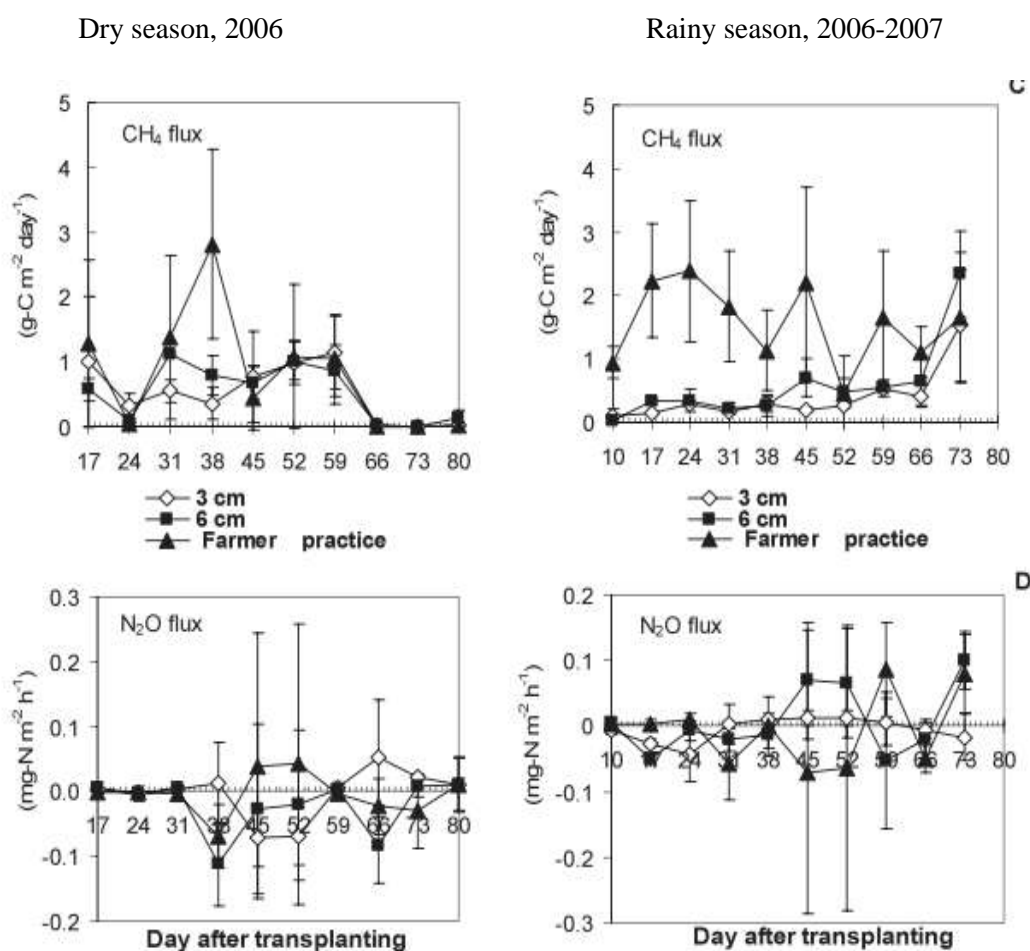 Dry season, 2006
Rainy season, 2006-2007
C
CH₄ flux
(g-C m⁻² day⁻¹)
5
4
3
2
1
0
17 24 31 38 45 52 59 66 73 80
3 cm
6 cm
Farmer practice
CH₄ flux
(g-C m⁻² day⁻¹)
5
4
3
2
1
0
10 17 24 31 38 45 52 59 66 73 80
3 cm
6 cm
Farmer practice
D
N₂O flux
(mg-N m⁻² h⁻¹)
0.3
0.2
0.1
0.0
-0.1
-0.2
17 24 31 38 45 52 59 66 73 80
Day after transplanting
N₂O flux
(mg-N m⁻² h⁻¹)
0.2
0.1
0
-0.1
-0.2
-0.3
10 17 24 31 38 45 52 59 66 73 80
Day after transplanting